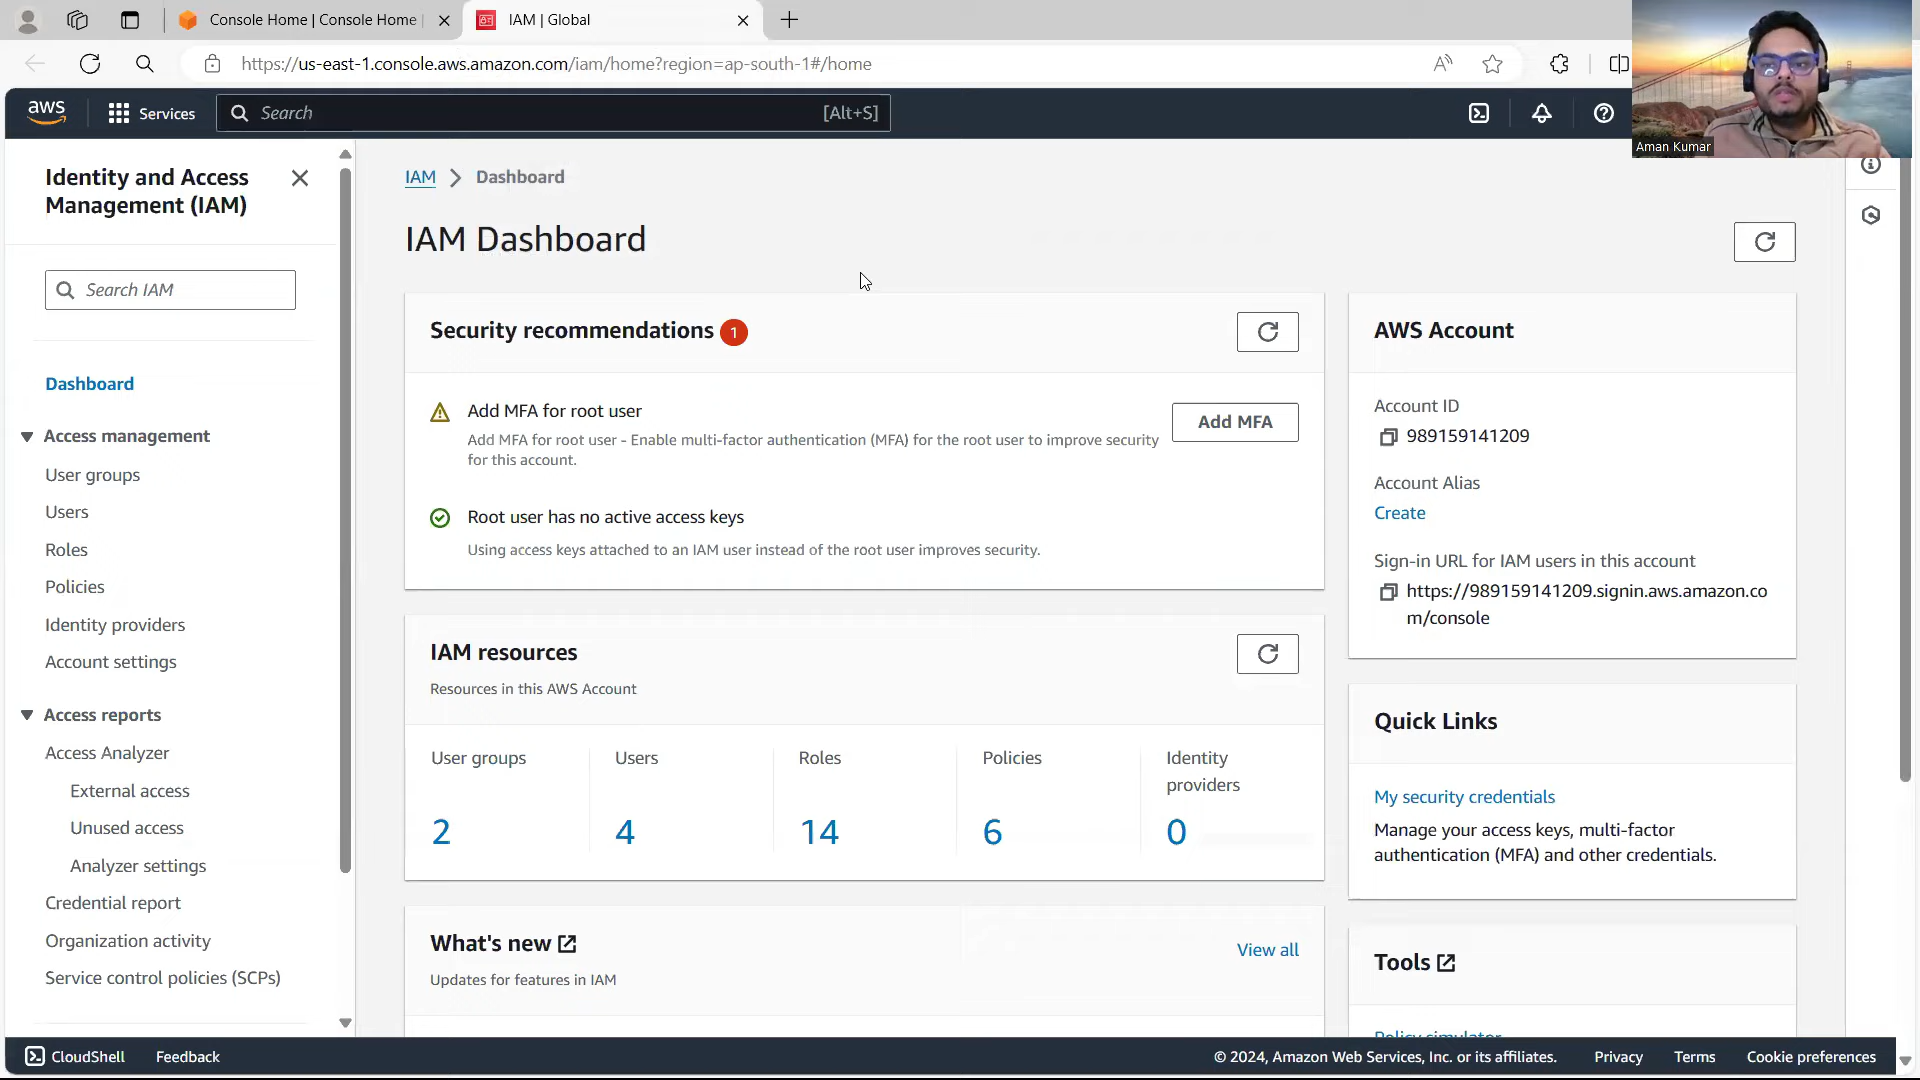 Console Home | Console Home
IAM | Global
https://us-east-1.console.aws.amazon.com/iam/home?region=ap-south-1#/home
aws
Services
Search
[Alt+S]
Aman Kumar
Identity and Access
Management (IAM)
Search IAM
Dashboard
Access management
User groups
Users
Roles
Policies
Identity providers
Account settings
Access reports
Access Analyzer
External access
Unused access
Analyzer settings
Credential report
Organization activity
Service control policies (SCPs)
IAM > Dashboard
IAM Dashboard
Security recommendations 1
Add MFA for root user
Add MFA for root user - Enable multi-factor authentication (MFA) for the root user to improve security
for this account.
Add MFA
Root user has no active access keys
Using access keys attached to an IAM user instead of the root user improves security.
IAM resources
Resources in this AWS Account
User groups
2
Users
4
Roles
14
Policies
6
Identity
providers
0
What's new
View all
Updates for features in IAM
AWS Account
Account ID
989159141209
Account Alias
Create
Sign-in URL for IAM users in this account
https://989159141209.signin.aws.amazon.co
m/console
Quick Links
My security credentials
Manage your access keys, multi-factor
authentication (MFA) and other credentials.
Tools
Policy simulator
CloudShell
Feedback
© 2024, Amazon Web Services, Inc. or its affiliates.
Privacy
Terms
Cookie preferences